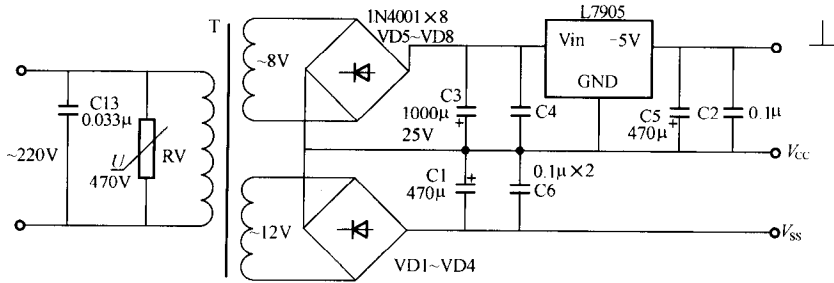 T
1N4001×8
VD5~VD8
L7905
Vin
-5V
GND
~8V
C13
0.033μ
~220V
U
470V
RV
C3
1000μ
+
25V
C4
C5
470μ
+
C2
0.1μ
VCC
C1
470μ
+
0.1μ×2
C6
~12V
VSS
VD1~VD4